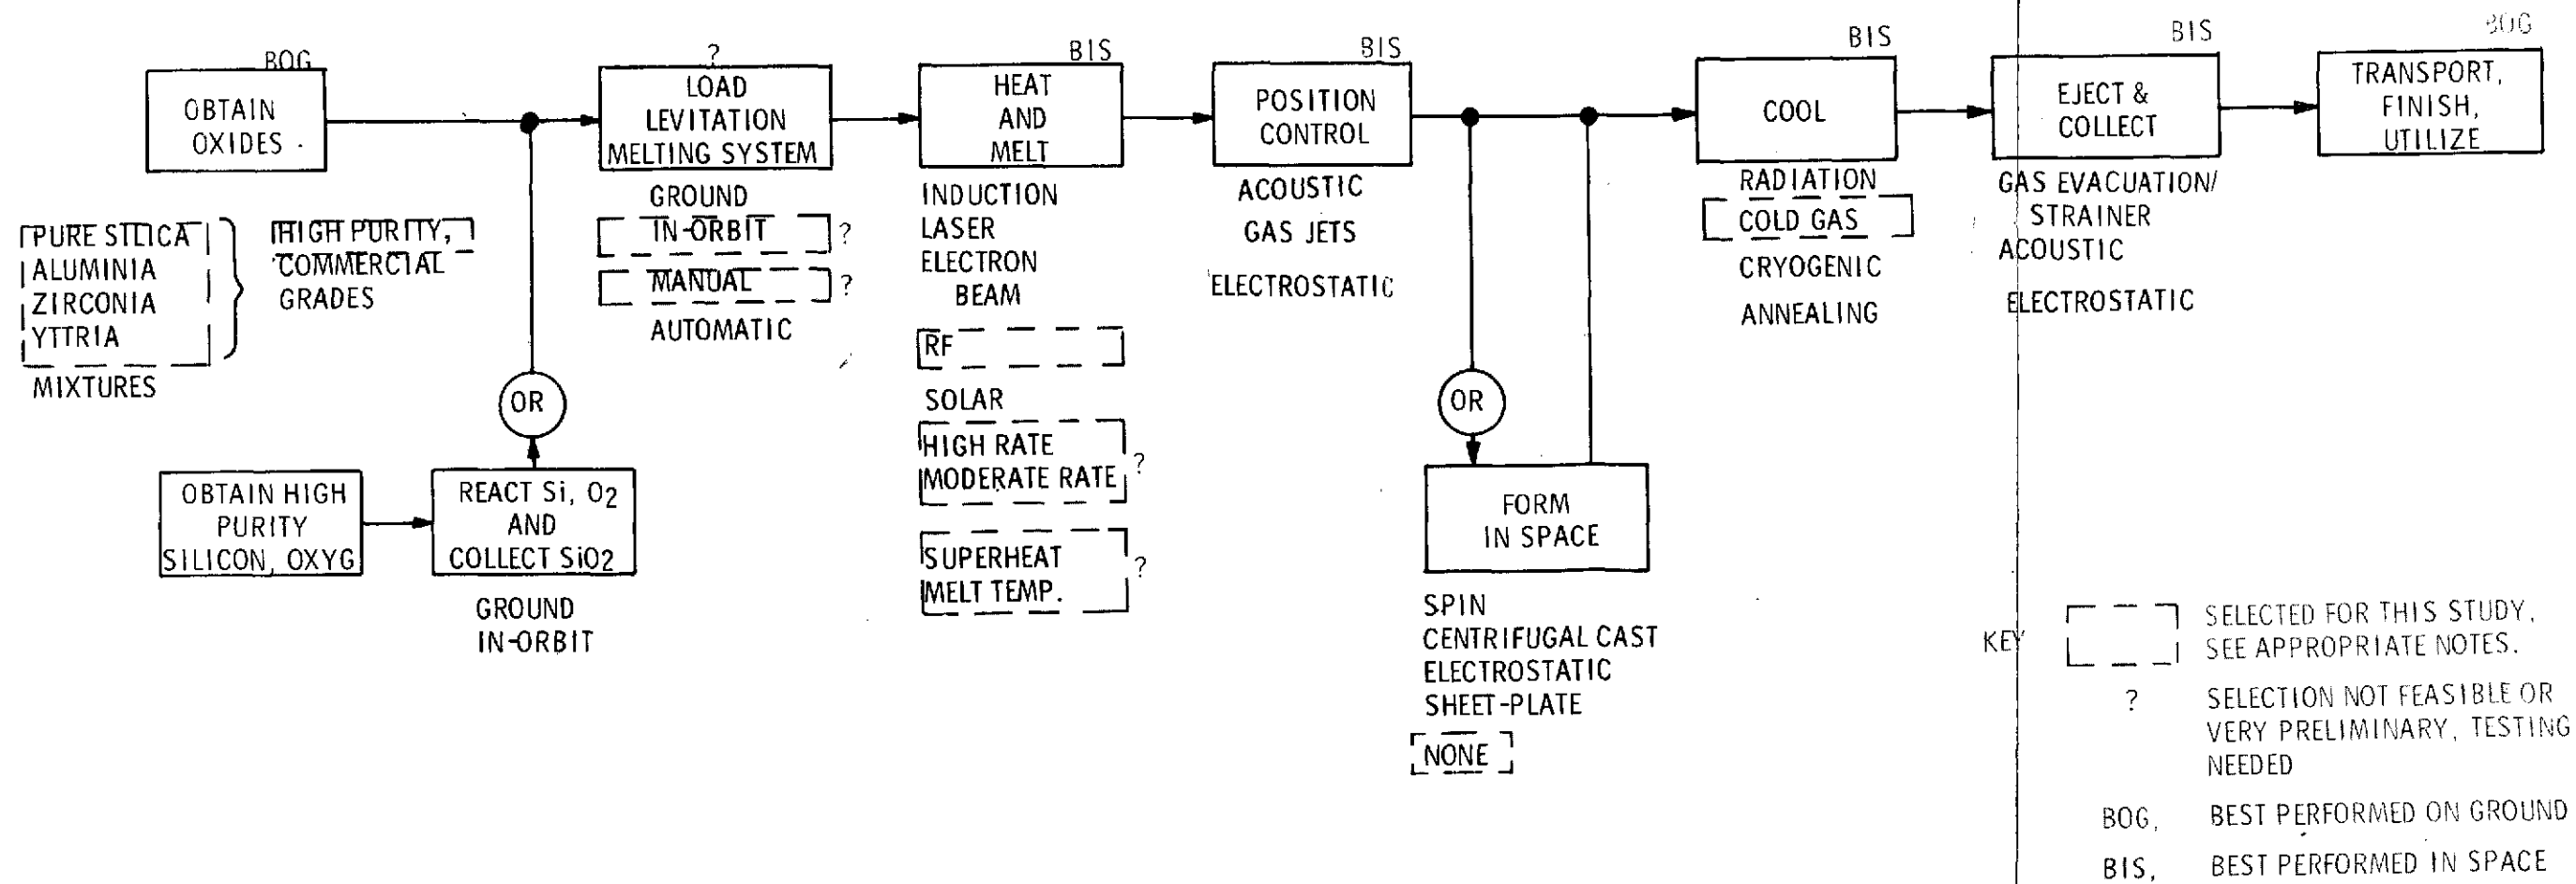 BOG
OBTAIN
OXIDES
PURE SILICA
ALUMINIA
ZIRCONIA
YTTRIA
MIXTURES
HIGH PURITY,
COMMERCIAL
GRADES
OBTAIN HIGH
PURITY
SILICON, OXYG
REACT Si, O2
AND
COLLECT SiO2
GROUND
IN-ORBIT
OR
?
LOAD
LEVITATION
MELTING SYSTEM
GROUND
IN-ORBIT ?
MANUAL ?
AUTOMATIC
BIS
HEAT
AND
MELT
INDUCTION
LASER
ELECTRON
BEAM
RF
SOLAR
HIGH RATE
MODERATE RATE ?
SUPERHEAT
MELT TEMP. ?
BIS
POSITION
CONTROL
ACOUSTIC
GAS JETS
ELECTROSTATIC
OR
FORM
IN SPACE
SPIN
CENTRIFUGAL CAST
ELECTROSTATIC
SHEET-PLATE
NONE
BIS
COOL
RADIATION
COLD GAS
CRYOGENIC
ANNEALING
BIS
EJECT &
COLLECT
GAS EVACUATION/
STRAINER
ACOUSTIC
ELECTROSTATIC
BOG
TRANSPORT,
FINISH,
UTILIZE
KEY
SELECTED FOR THIS STUDY,
SEE APPROPRIATE NOTES.
? SELECTION NOT FEASIBLE OR
VERY PRELIMINARY, TESTING
NEEDED
BOG, BEST PERFORMED ON GROUND
BIS, BEST PERFORMED IN SPACE